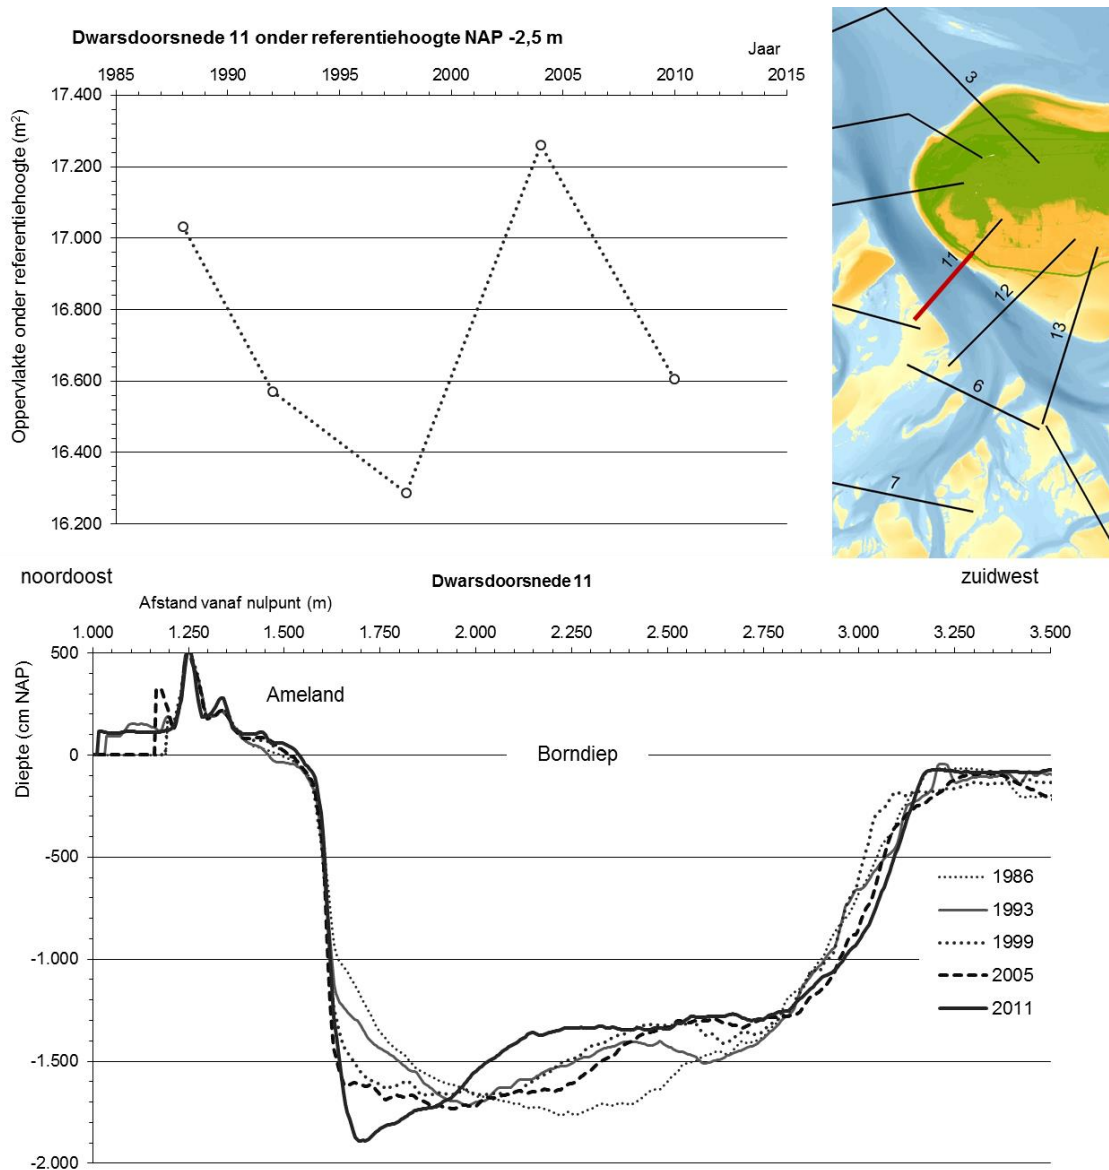 Dwarsdoorsnede 11 onder referentiehoogte NAP -2,5 m
Jaar
1985 1990 1995 2000 2005 2010 2015
Oppervlakte onder referentiehoogte (m²)
17.400
17.200
17.000
16.800
16.600
16.400
16.200
3
11
12
13
6
7
noordoost
Dwarsdoorsnede 11
zuidwest
Afstand vanaf nulpunt (m)
1.000 1.250 1.500 1.750 2.000 2.250 2.500 2.750 3.000 3.250 3.500
Diepte (cm NAP)
500
0
-500
-1.000
-1.500
-2.000
Ameland
Borndiep
1986
1993
1999
2005
2011